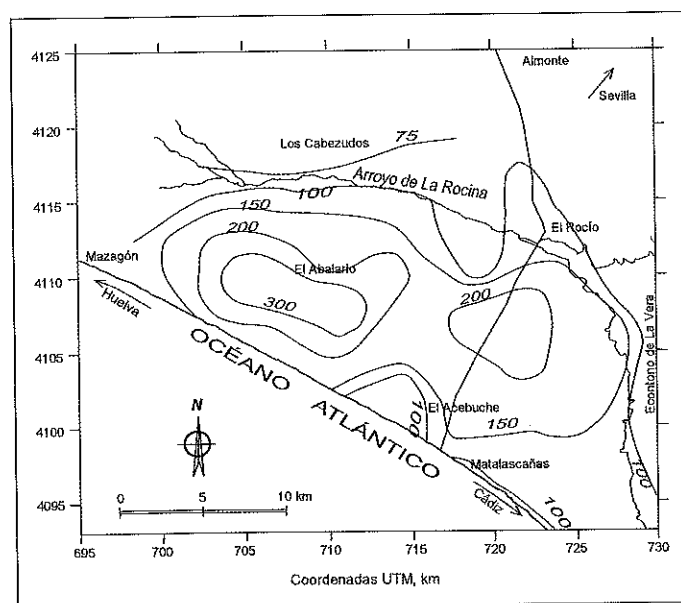 4125
Almonte
Sevilla
4120
Los Cabezudos
75
Arroyo de La Rocina
100
4115
150
El Rocío
200
Mazagón
El Abalario
4110
200
300
Huelva
Econtono de La Vera
4105
OCÉANO ATLÁNTICO
N
El Acebuche
100
150
4100
Matalascañas
100
0 5 10 km
Cádiz
100
4095
695 700 705 710 715 720 725 730
Coordenadas UTM, km